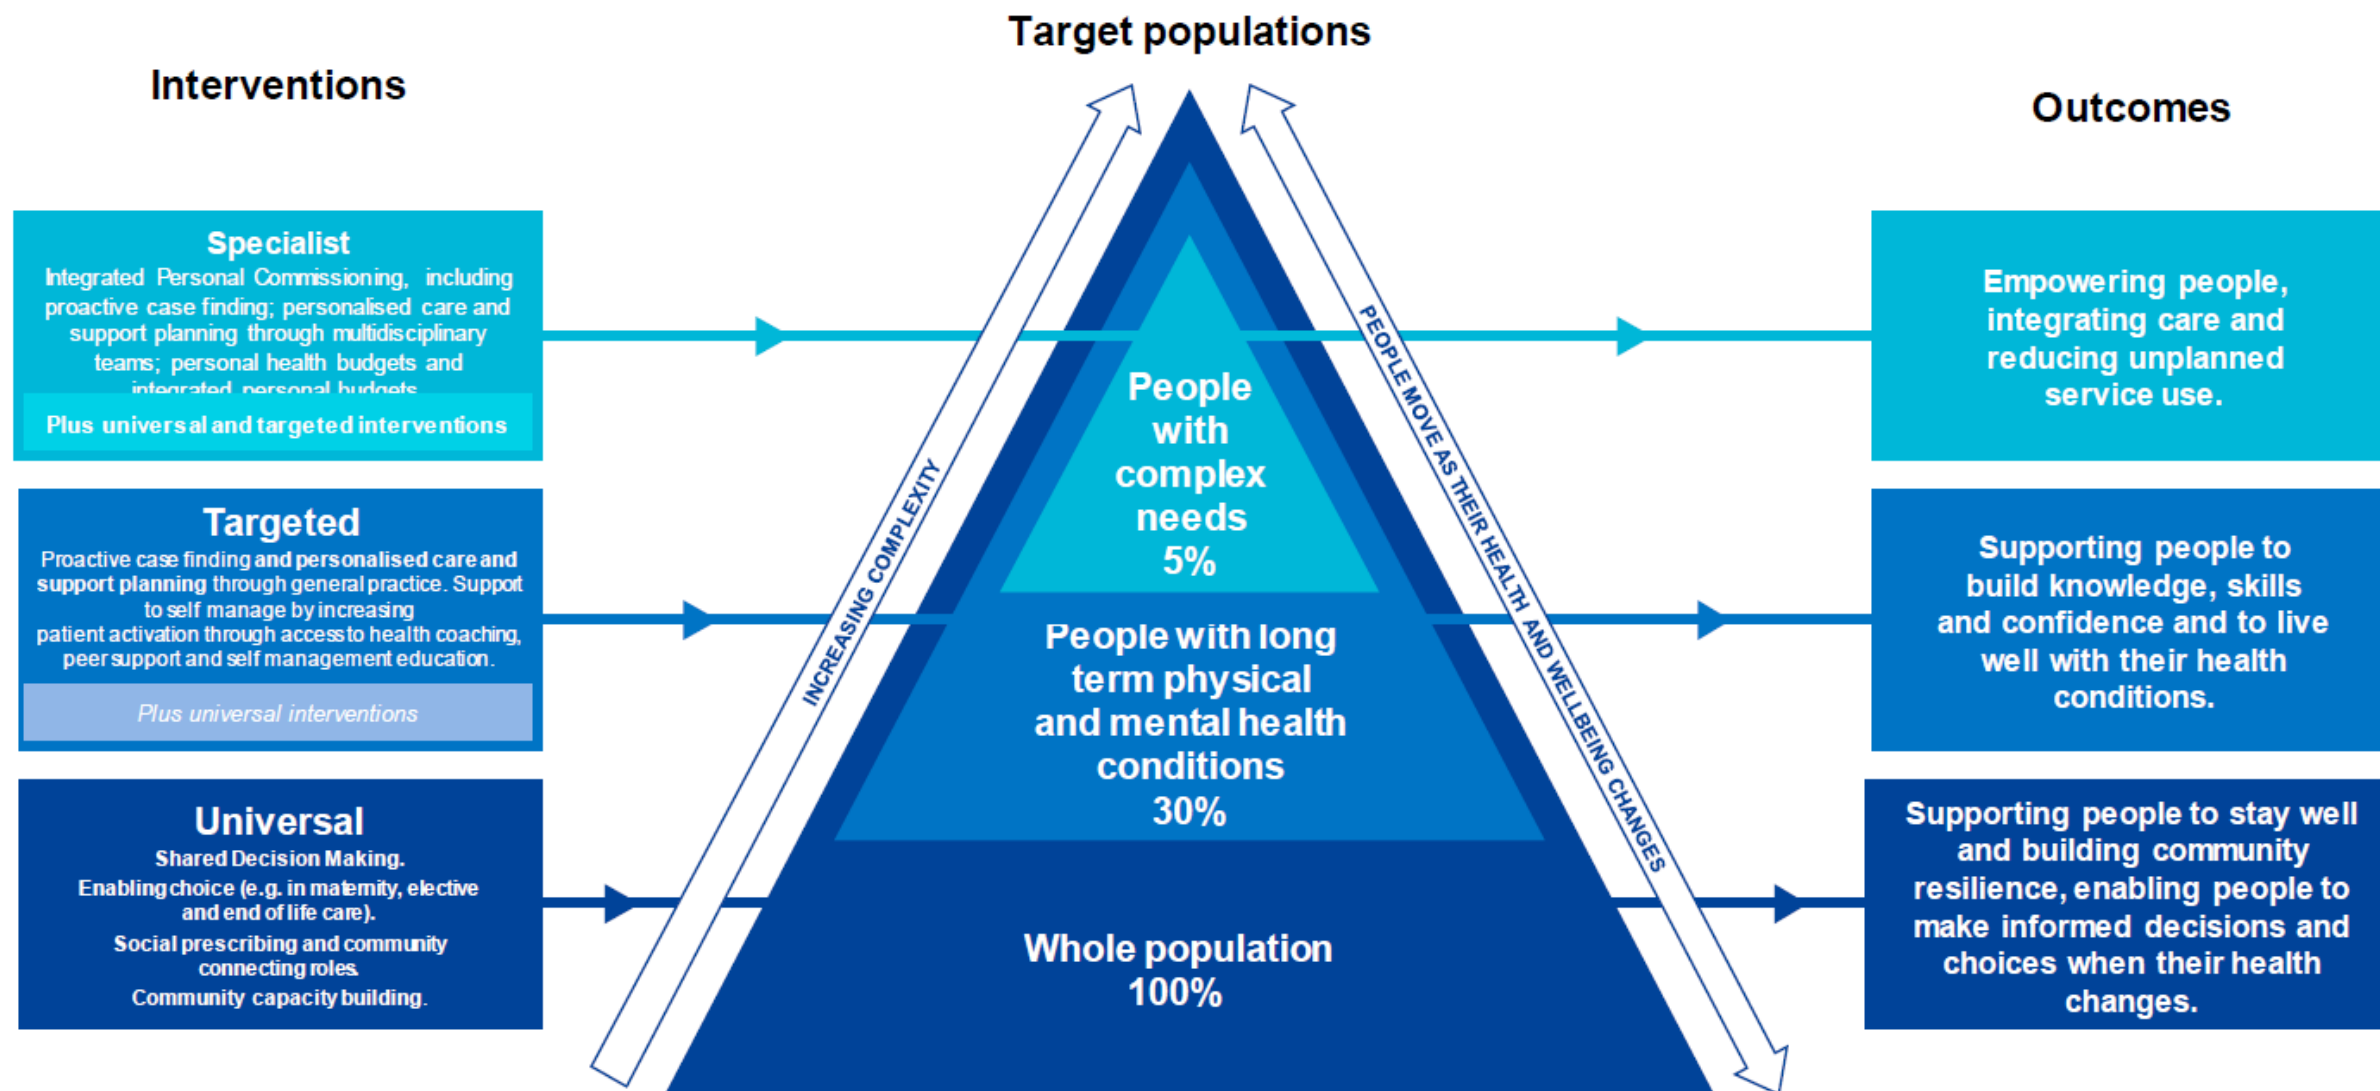 Target populations
Interventions
Outcomes
Specialist
Integrated Personal Commissioning, including
proactive case finding; personalised care and
support planning through multidisciplinary
teams; personal health budgets and
integrated personal budgets
Plus universal and targeted interventions
Targeted
Proactive case finding and personalised care and
support planning through general practice. Support
to self manage by increasing
patient activation through access to health coaching,
peer support and self management education.
Plus universal interventions
Universal
Shared Decision Making.
Enabling choice (e.g. in maternity, elective
and end of life care).
Social prescribing and community
connecting roles.
Community capacity building.
INCREASING COMPLEXITY
People
with
complex
needs
5%
People with long
term physical
and mental health
conditions
30%
Whole population
100%
PEOPLE MOVE AS THEIR HEALTH AND WELLBEING CHANGES
Empowering people,
integrating care and
reducing unplanned
service use.
Supporting people to
build knowledge, skills
and confidence and to live
well with their health
conditions.
Supporting people to stay well
and building community
resilience, enabling people to
make informed decisions and
choices when their health
changes.